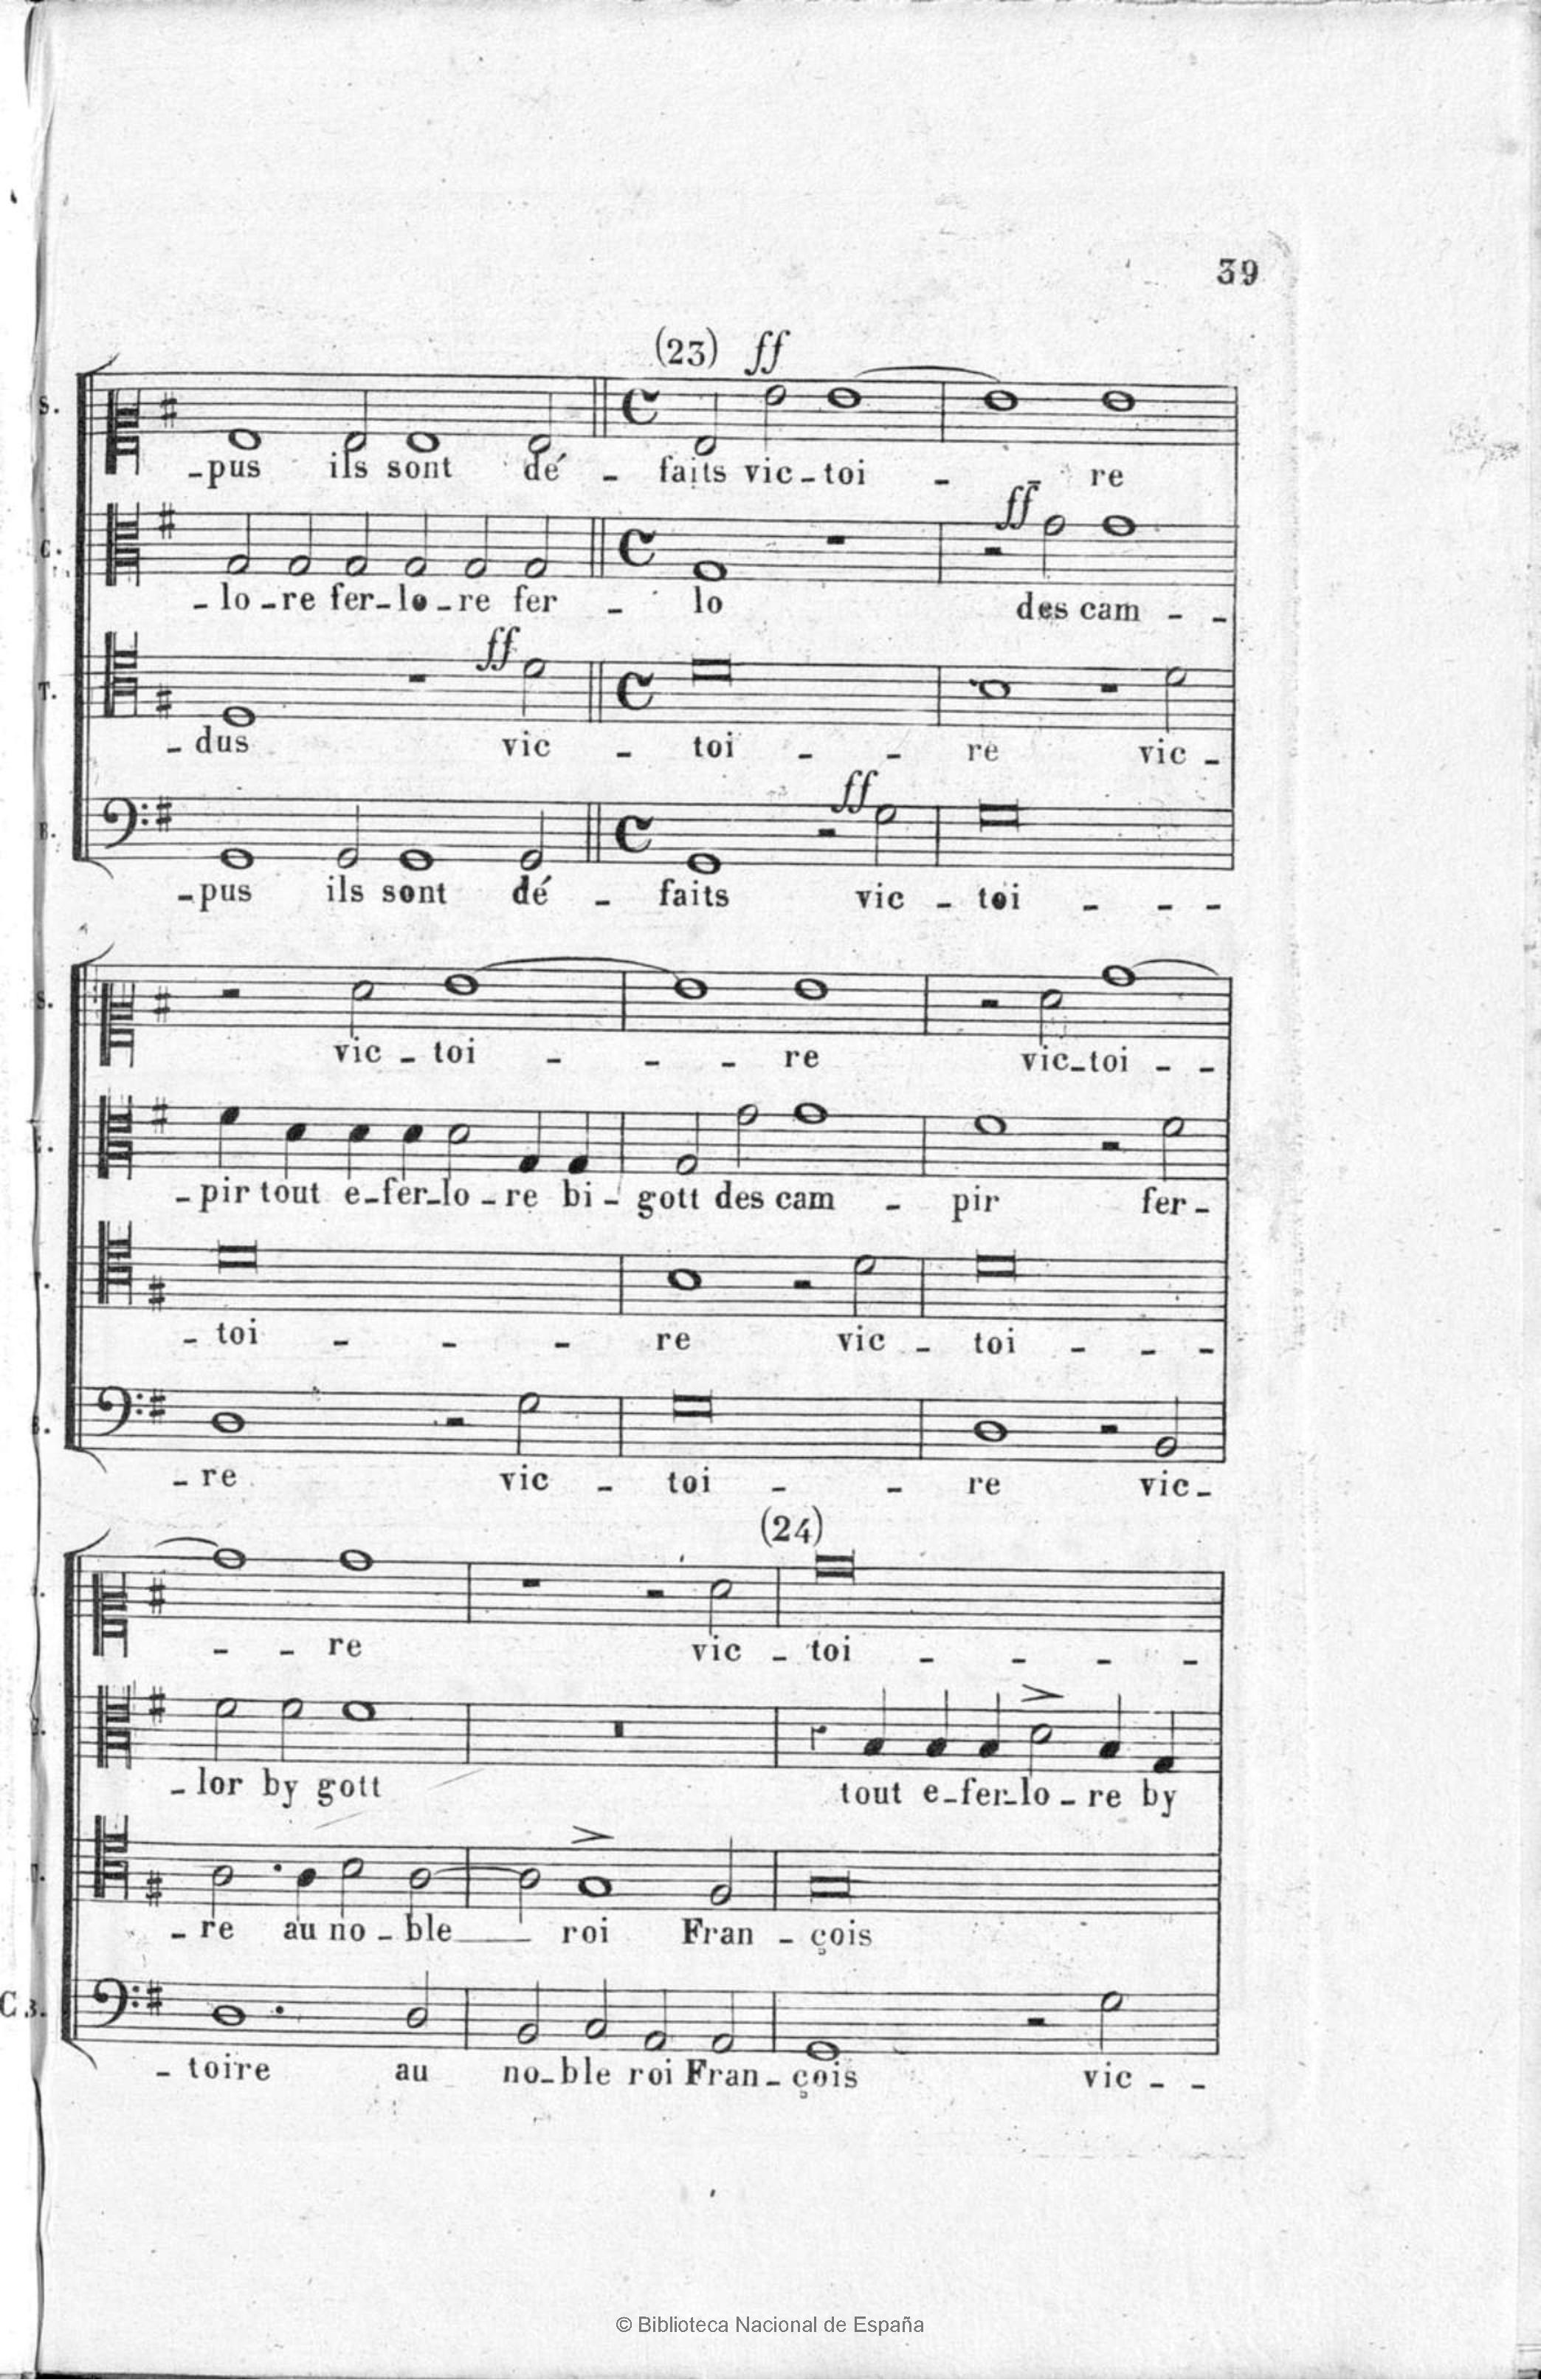 39
(23) ff
S.
-pus ils sont dé - faits vic-toi - - re
ff
C.
-lo-re fer-lo-re fer - lo des cam - -
ff
T.
-dus vic - toi - - re vic-
ff
B.
-pus ils sont dé - faits vic - toi - - -
S.
vic-toi - - - re vic-toi - -
-pir tout e-fer-lo-re bi-gott des cam - pir fer-
-toi - - - re vic - toi - - -
-re vic - toi - - re vic-
(24)
- - re vic - toi - - - -
-lor by gott tout e-fer-lo-re by
-re au no-ble roi Fran-çois
C B.
-toire au no-ble roi Fran-çois vic - -
© Biblioteca Nacional de España